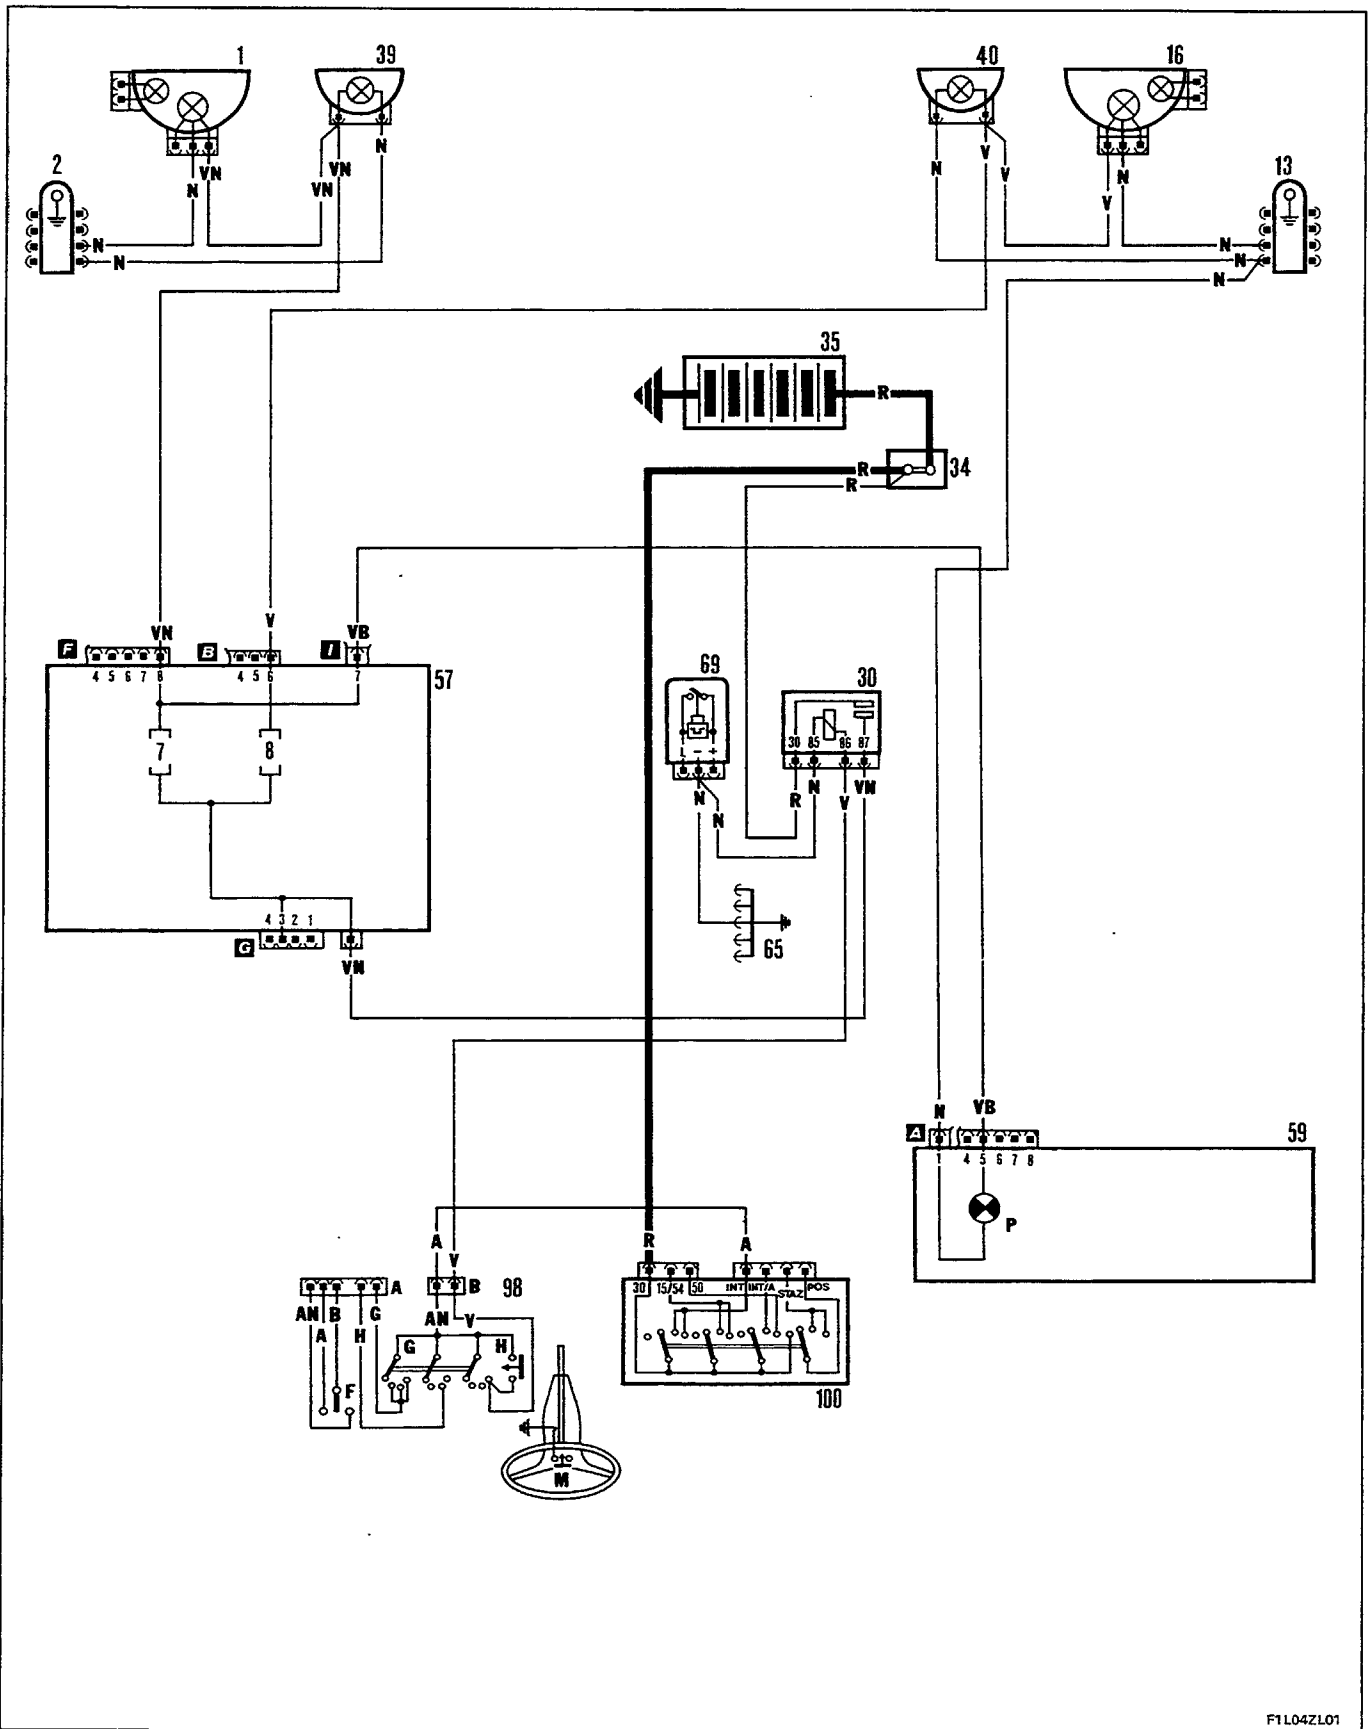 1 39 40 16
2 13
VN VN N V
N VN VN N V V N
N N
N N
N
35
R
R 34
R
VN V VB
F B I
4 5 6 7 8 4 5 6 7 57
69 30
7 8
30 85 86 87
L - +
N R N V VN
N
4 3 2 1
G 65
VN
N VB
A 59
1 4 5 6 7 8
P
A V R A
A B 98
30 15/54 50 INT INT/A STAZ POS
AN B G AN V
A H G H
F
100
M
F1L04ZL01